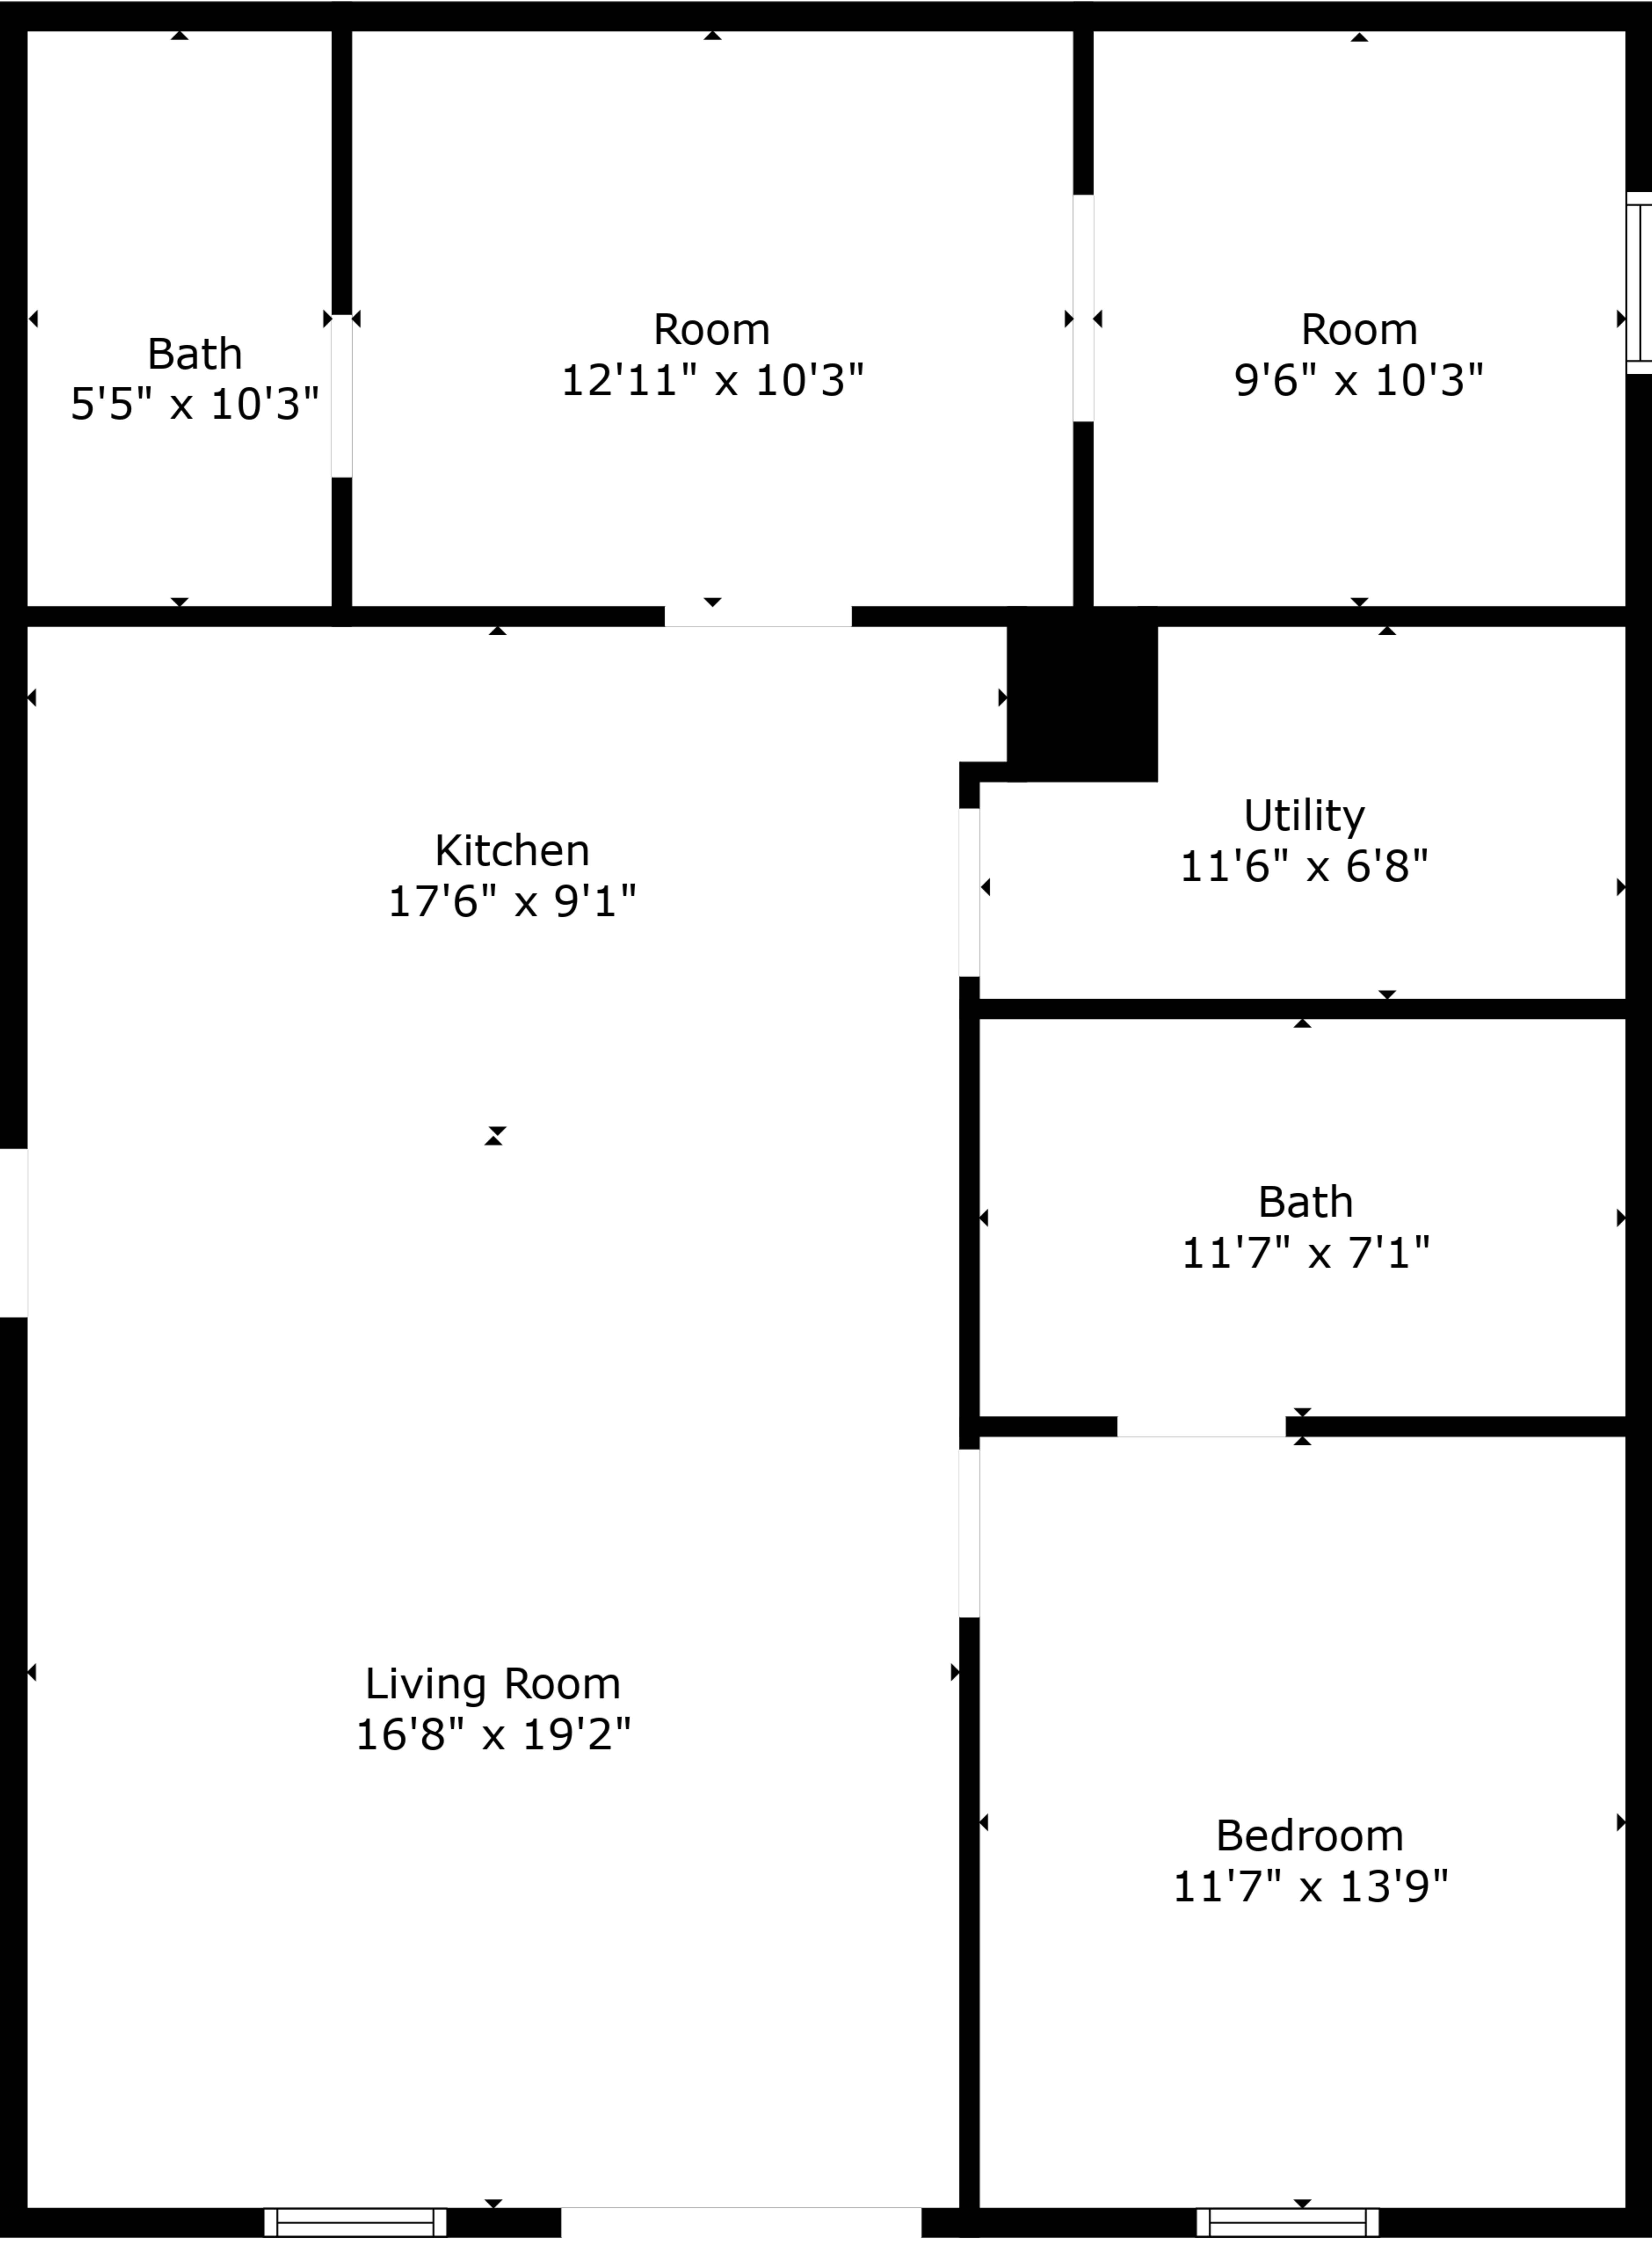 Bath
5'5" x 10'3"
Room
12'11" x 10'3"
Room
9'6" x 10'3"
Kitchen
17'6" x 9'1"
Utility
11'6" x 6'8"
Bath
11'7" x 7'1"
Living Room
16'8" x 19'2"
Bedroom
11'7" x 13'9"